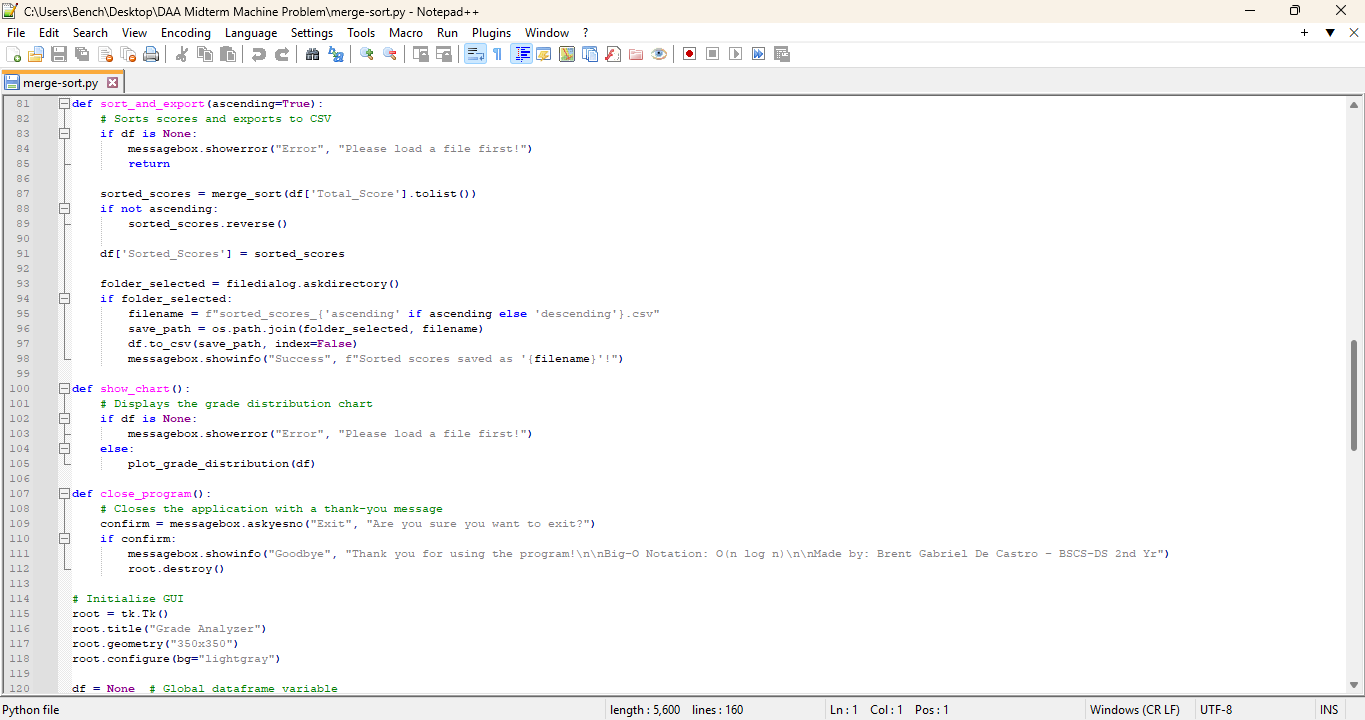 C:\Users\Bench\Desktop\DAA Midterm Machine Problem\merge-sort.py - Notepad++
File Edit Search View Encoding Language Settings Tools Macro Run Plugins Window ?
merge-sort.py
81 def sort_and_export(ascending=True):
82     # Sorts scores and exports to CSV
83     if df is None:
84         messagebox.showerror("Error", "Please load a file first!")
85         return
86
87     sorted_scores = merge_sort(df['Total_Score'].tolist())
88     if not ascending:
89         sorted_scores.reverse()
90
91     df['Sorted_Scores'] = sorted_scores
92
93     folder_selected = filedialog.askdirectory()
94     if folder_selected:
95         filename = f"sorted_scores_{'ascending' if ascending else 'descending'}.csv"
96         save_path = os.path.join(folder_selected, filename)
97         df.to_csv(save_path, index=False)
98         messagebox.showinfo("Success", f"Sorted scores saved as '{filename}'!")
99
100 def show_chart():
101     # Displays the grade distribution chart
102     if df is None:
103         messagebox.showerror("Error", "Please load a file first!")
104     else:
105         plot_grade_distribution(df)
106
107 def close_program():
108     # Closes the application with a thank-you message
109     confirm = messagebox.askyesno("Exit", "Are you sure you want to exit?")
110     if confirm:
111         messagebox.showinfo("Goodbye", "Thank you for using the program!\n\nBig-O Notation: O(n log n)\n\nMade by: Brent Gabriel De Castro - BSCS-DS 2nd Yr")
112         root.destroy()
113
114 # Initialize GUI
115 root = tk.Tk()
116 root.title("Grade Analyzer")
117 root.geometry("350x350")
118 root.configure(bg="lightgray")
119
120 df = None  # Global dataframe variable
Python file length : 5,600 lines : 160 Ln : 1 Col : 1 Pos : 1 Windows (CR LF) UTF-8 INS